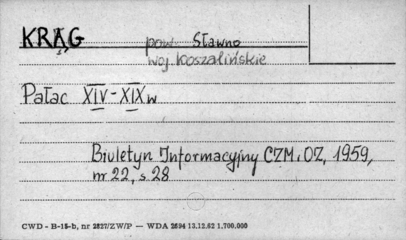 KRĄG pow. Sławno
woj. koszalińskie
Pałac XIV-XIX w
Biuletyn Informacyjny CZM i OZ, 1959,
nr 22, s 28
CWD - B-15-b, nr 2827/ZW/P — WDA 2694 13.12.62 1.700.000